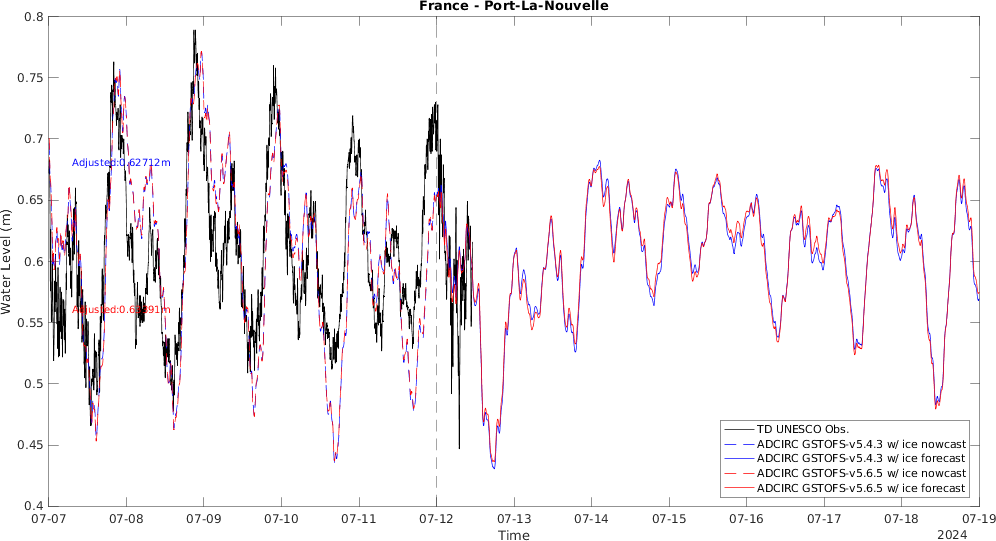 France - Port-La-Nouvelle
0.8
0.75
0.7
0.65
0.6
0.55
0.5
0.45
0.4
Water Level (m)
Adjusted:0.62712m
07-07
07-08
07-09
07-10
07-11
07-12
07-13
07-14
07-15
07-16
07-17
07-18
07-19
Time
2024
TD UNESCO Obs.
ADCIRC GSTOFS-v5.4.3 w/ ice nowcast
ADCIRC GSTOFS-v5.4.3 w/ ice forecast
ADCIRC GSTOFS-v5.6.5 w/ ice nowcast
ADCIRC GSTOFS-v5.6.5 w/ ice forecast